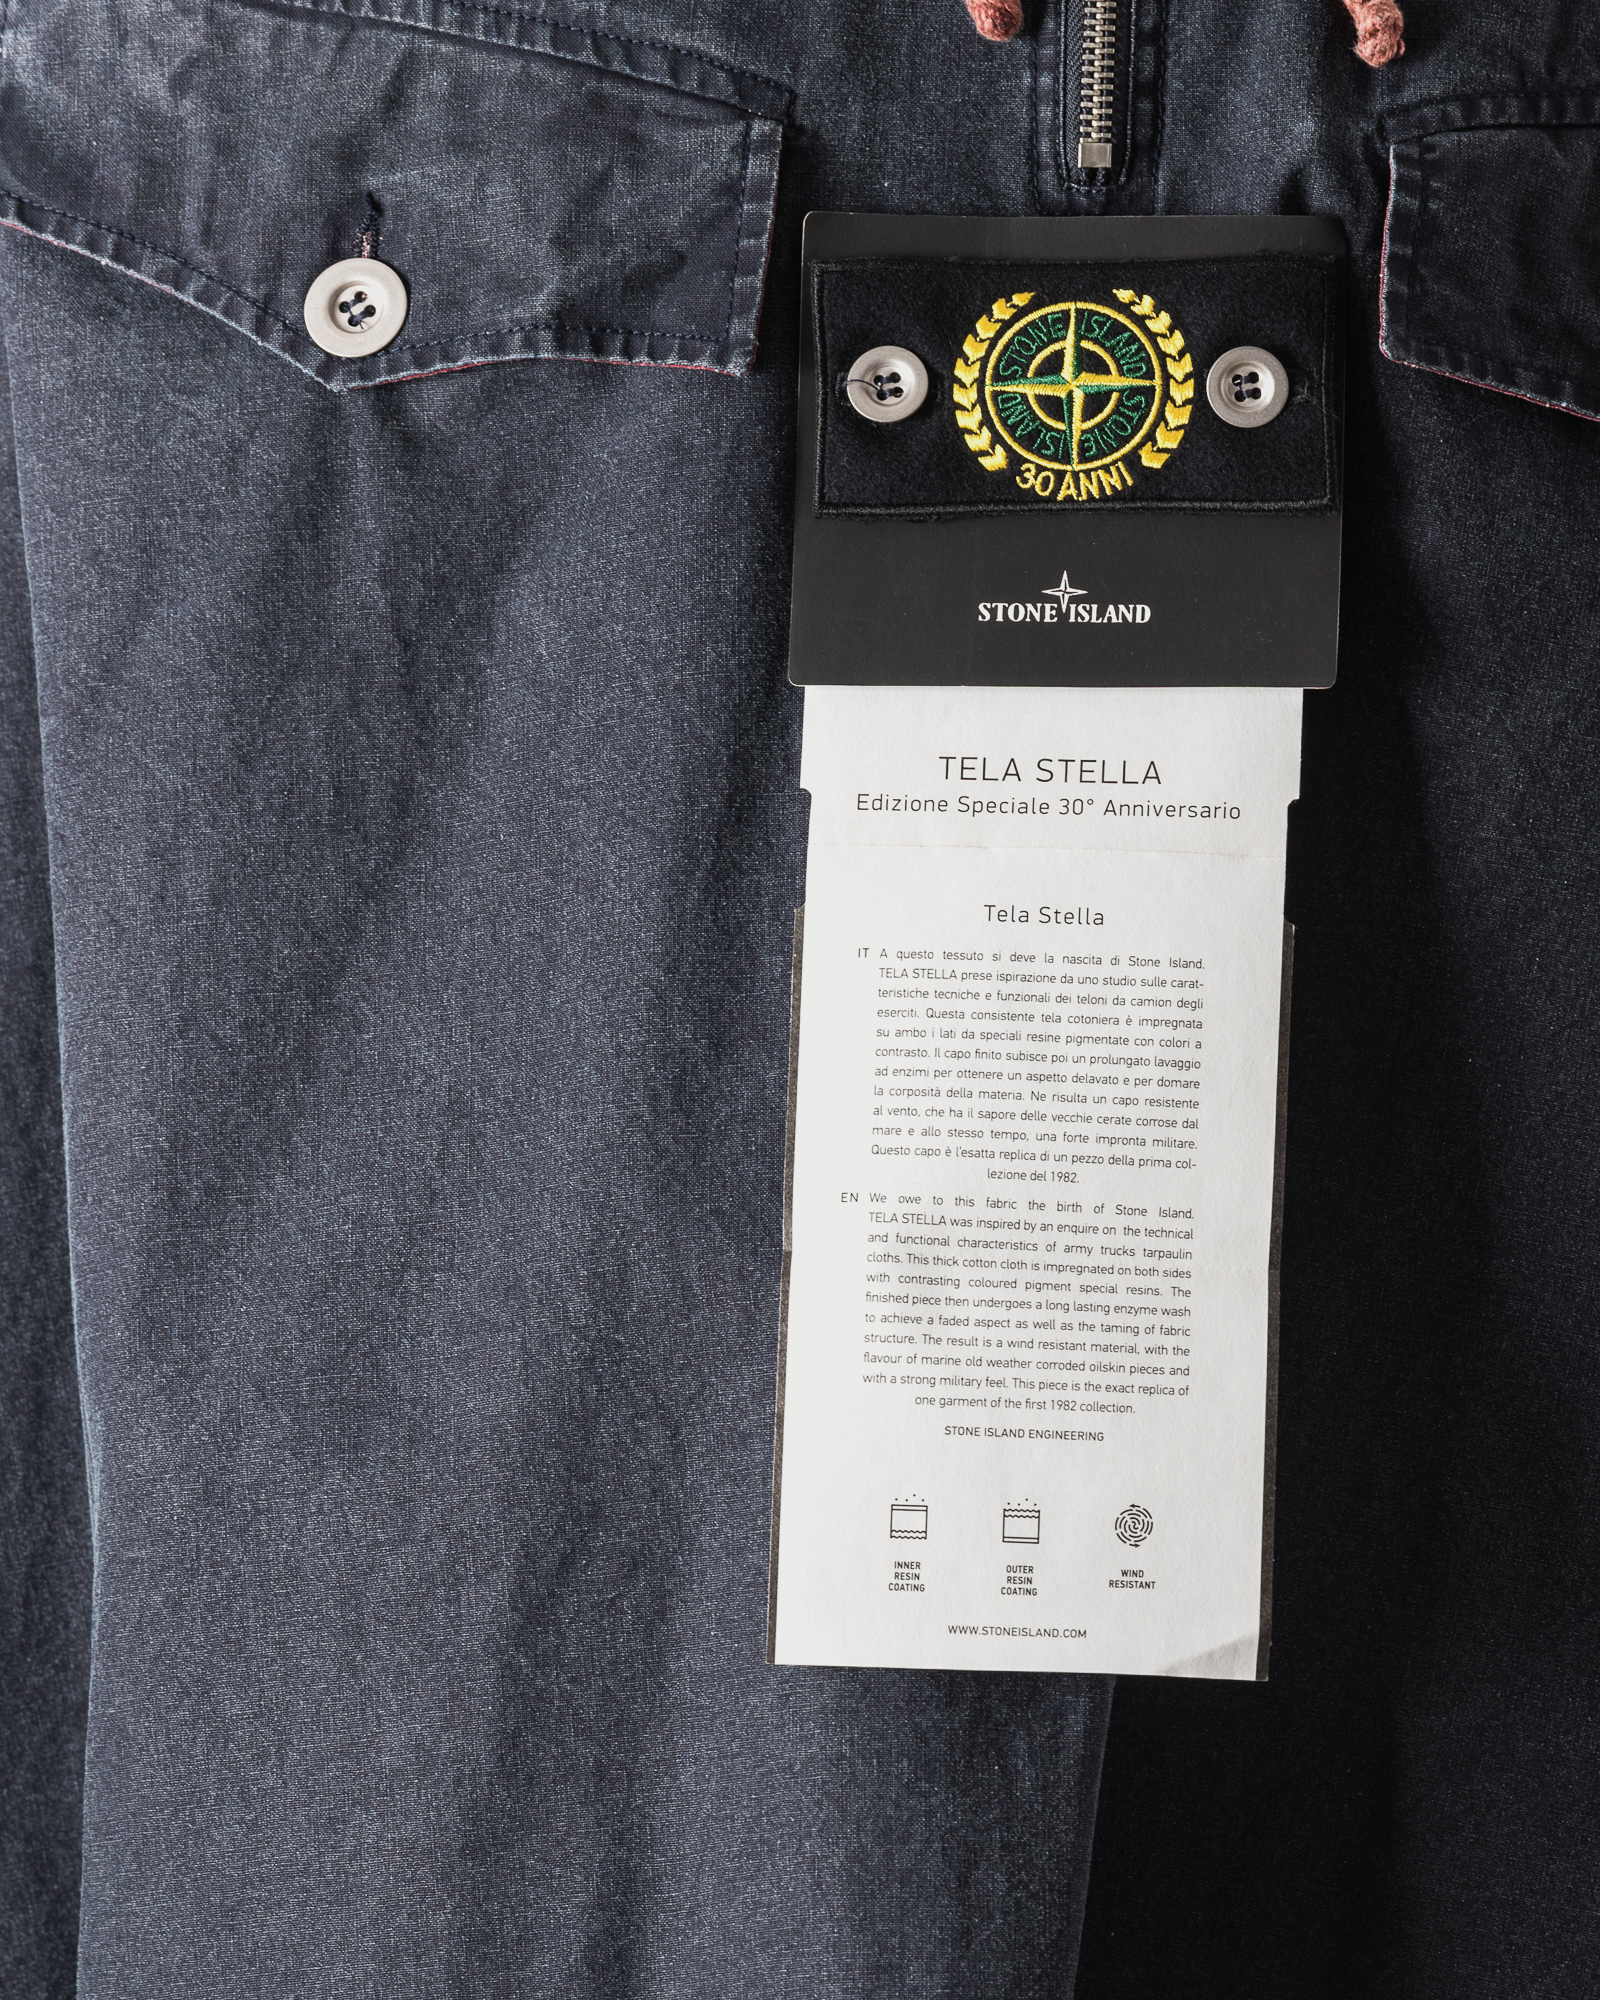 STONE ISLAND
STONE ISLAND
30 ANNI
STONE ISLAND
TELA STELLA
Edizione Speciale 30° Anniversario
Tela Stella
IT A questo tessuto si deve la nascita di Stone Island.
TELA STELLA prese ispirazione da uno studio sulle carat-
teristiche tecniche e funzionali dei teloni da camion degli
eserciti. Questa consistente tela cotoniera è impregnata
su ambo i lati da speciali resine pigmentate con colori a
contrasto. Il capo finito subisce poi un prolungato lavaggio
ad enzimi per ottenere un aspetto delavato e per domare
la corposità della materia. Ne risulta un capo resistente
al vento, che ha il sapore delle vecchie cerate corrose dal
mare e allo stesso tempo, una forte impronta militare.
Questo capo è l'esatta replica di un pezzo della prima col-
lezione del 1982.
EN We owe to this fabric the birth of Stone Island.
TELA STELLA was inspired by an enquire on the technical
and functional characteristics of army trucks tarpaulin
cloths. This thick cotton cloth is impregnated on both sides
with contrasting coloured pigment special resins. The
finished piece then undergoes a long lasting enzyme wash
to achieve a faded aspect as well as the taming of fabric
structure. The result is a wind resistant material, with the
flavour of marine old weather corroded oilskin pieces and
with a strong military feel. This piece is the exact replica of
one garment of the first 1982 collection.
STONE ISLAND ENGINEERING
INNER
RESIN
COATING
OUTER
RESIN
COATING
WIND
RESISTANT
WWW.STONEISLAND.COM